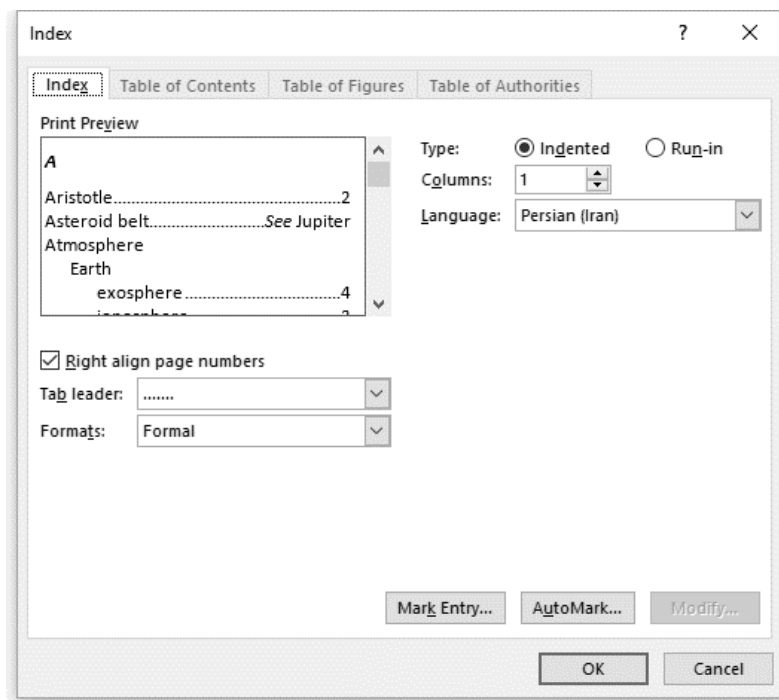 Index
?
Index
Table of Contents
Table of Figures
Table of Authorities
Print Preview
A
Aristotle.........................................2
Asteroid belt.....................See Jupiter
Atmosphere
Earth
exosphere............................4
Type:
Indented
Run-in
Columns:
1
Language:
Persian (Iran)
Right align page numbers
Tab leader:
.......
Formats:
Formal
Mark Entry...
AutoMark...
Modify...
OK
Cancel